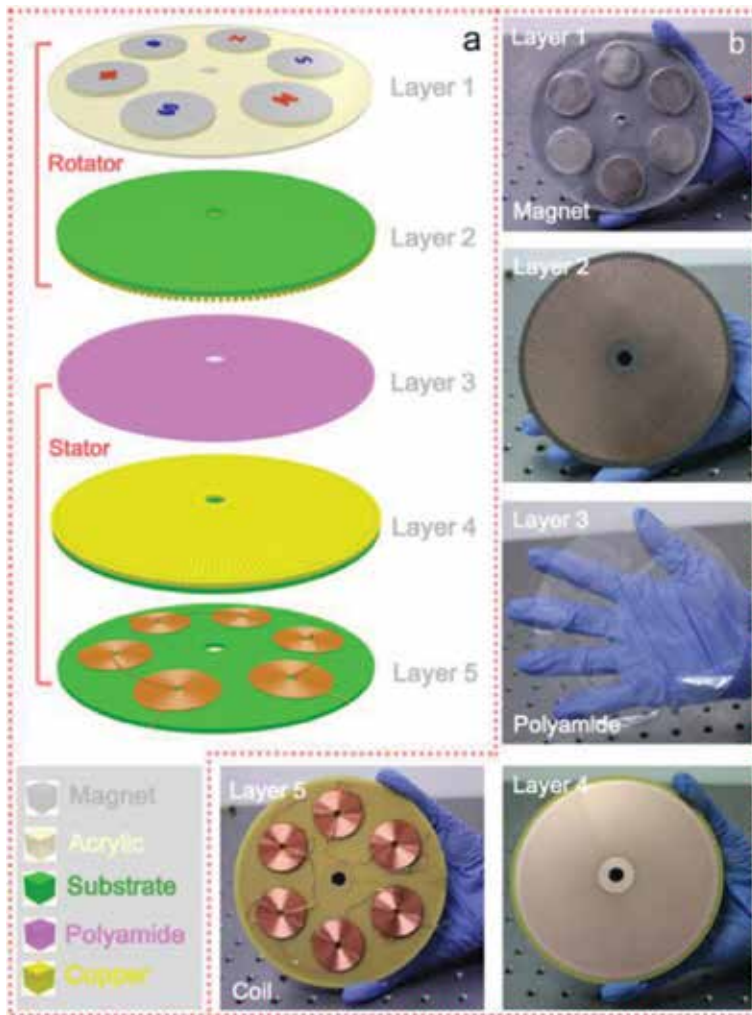 a
Layer 1
Rotator
Layer 2
Layer 3
Stator
Layer 4
Layer 5
Magnet
Acrylic
Substrate
Polyamide
Cupper
Layer 1
b
Magnet
Layer 2
Layer 3
Polyamide
Layer 5
Coil
Layer 4